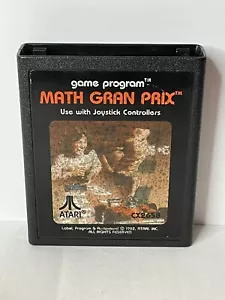 game program™
MATH GRAN PRIX™
Use with Joystick Controllers
ATARI®
CX2658
Label, Program & Audiovisual © 1982, ATARI, INC.
ALL RIGHTS RESERVED